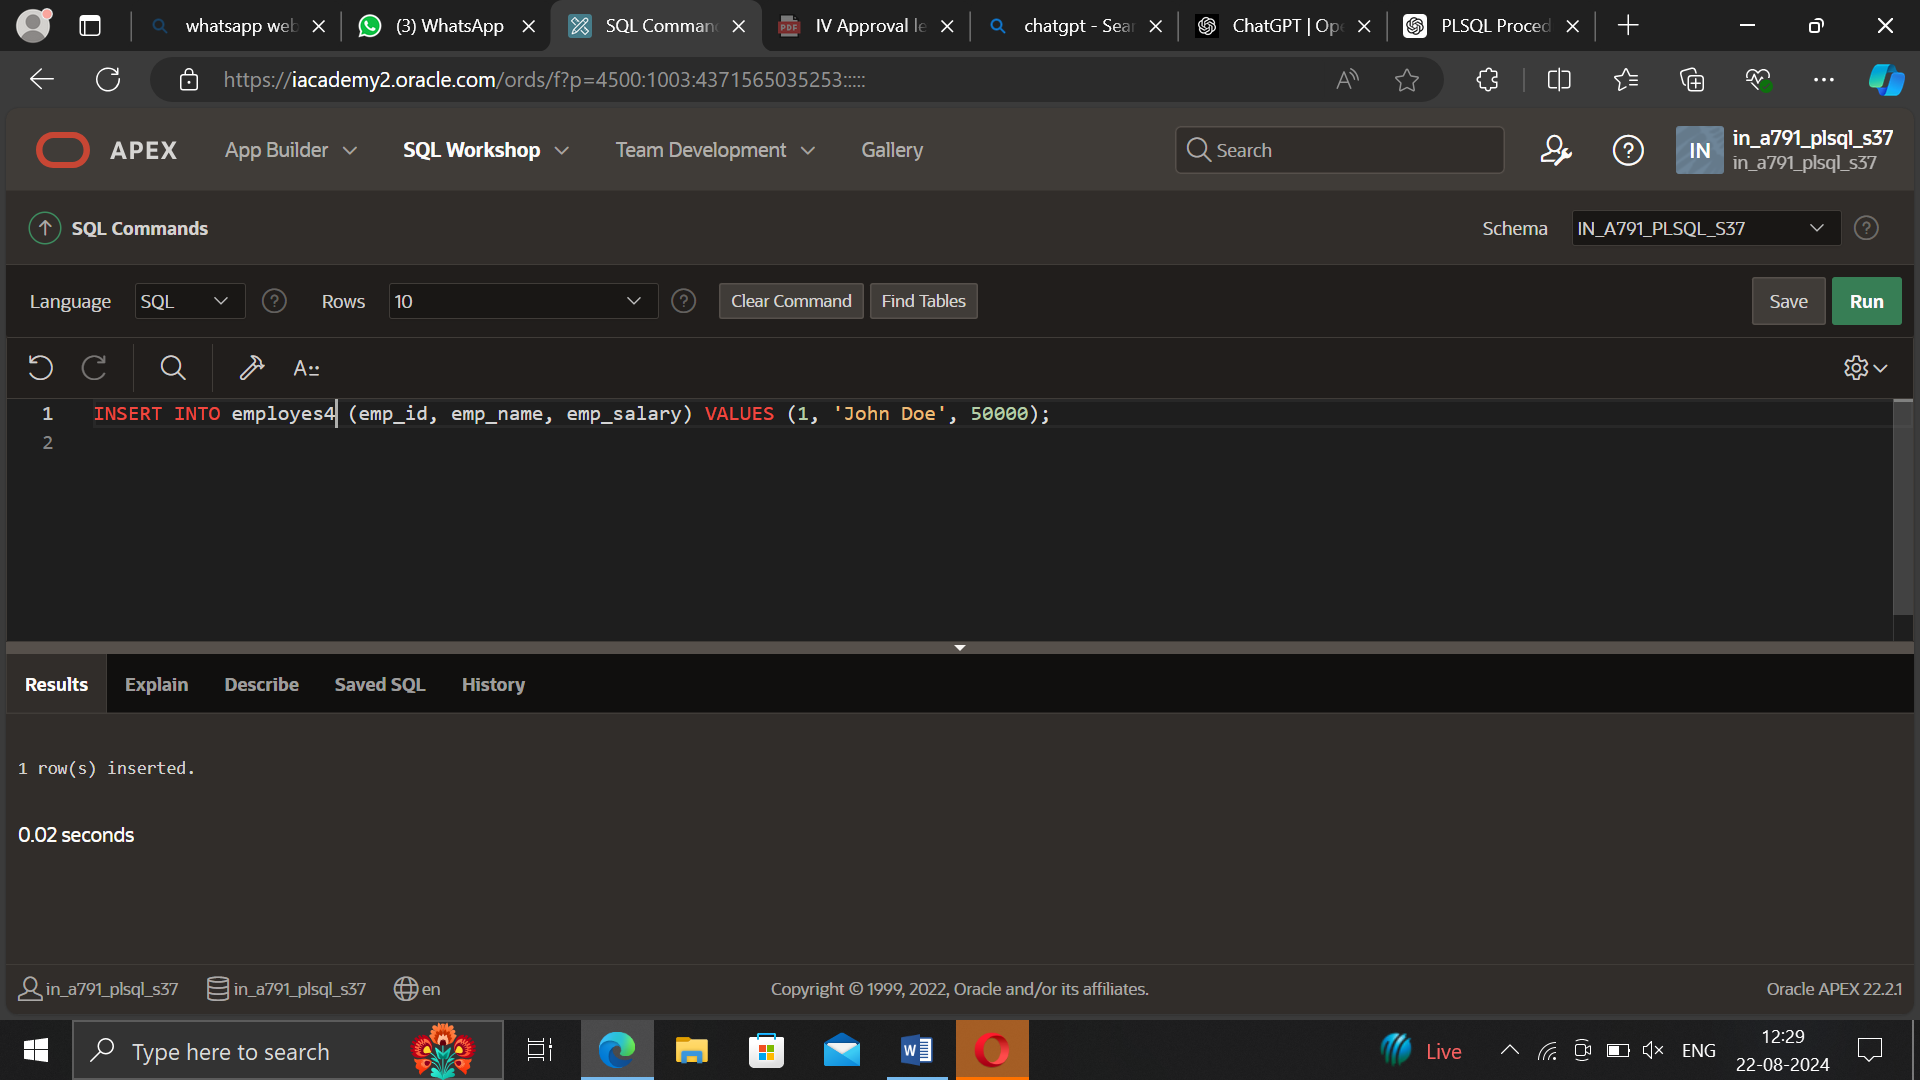 whatsapp web
(3) WhatsApp
SQL Comman
IV Approval le
chatgpt - Sear
ChatGPT | Ope
PLSQL Proced
https://iacademy2.oracle.com/ords/f?p=4500:1003:4371565035253:::::
APEX
App Builder
SQL Workshop
Team Development
Gallery
Search
IN
in_a791_plsql_s37
in_a791_plsql_s37
SQL Commands
Schema
IN_A791_PLSQL_S37
Language
SQL
Rows
10
Clear Command
Find Tables
Save
Run
A
1 INSERT INTO employes4 (emp_id, emp_name, emp_salary) VALUES (1, 'John Doe', 50000);
2
Results
Explain
Describe
Saved SQL
History
1 row(s) inserted.
0.02 seconds
in_a791_plsql_s37
in_a791_plsql_s37
en
Copyright © 1999, 2022, Oracle and/or its affiliates.
Oracle APEX 22.2.1
Type here to search
Live
ENG
12:29
22-08-2024